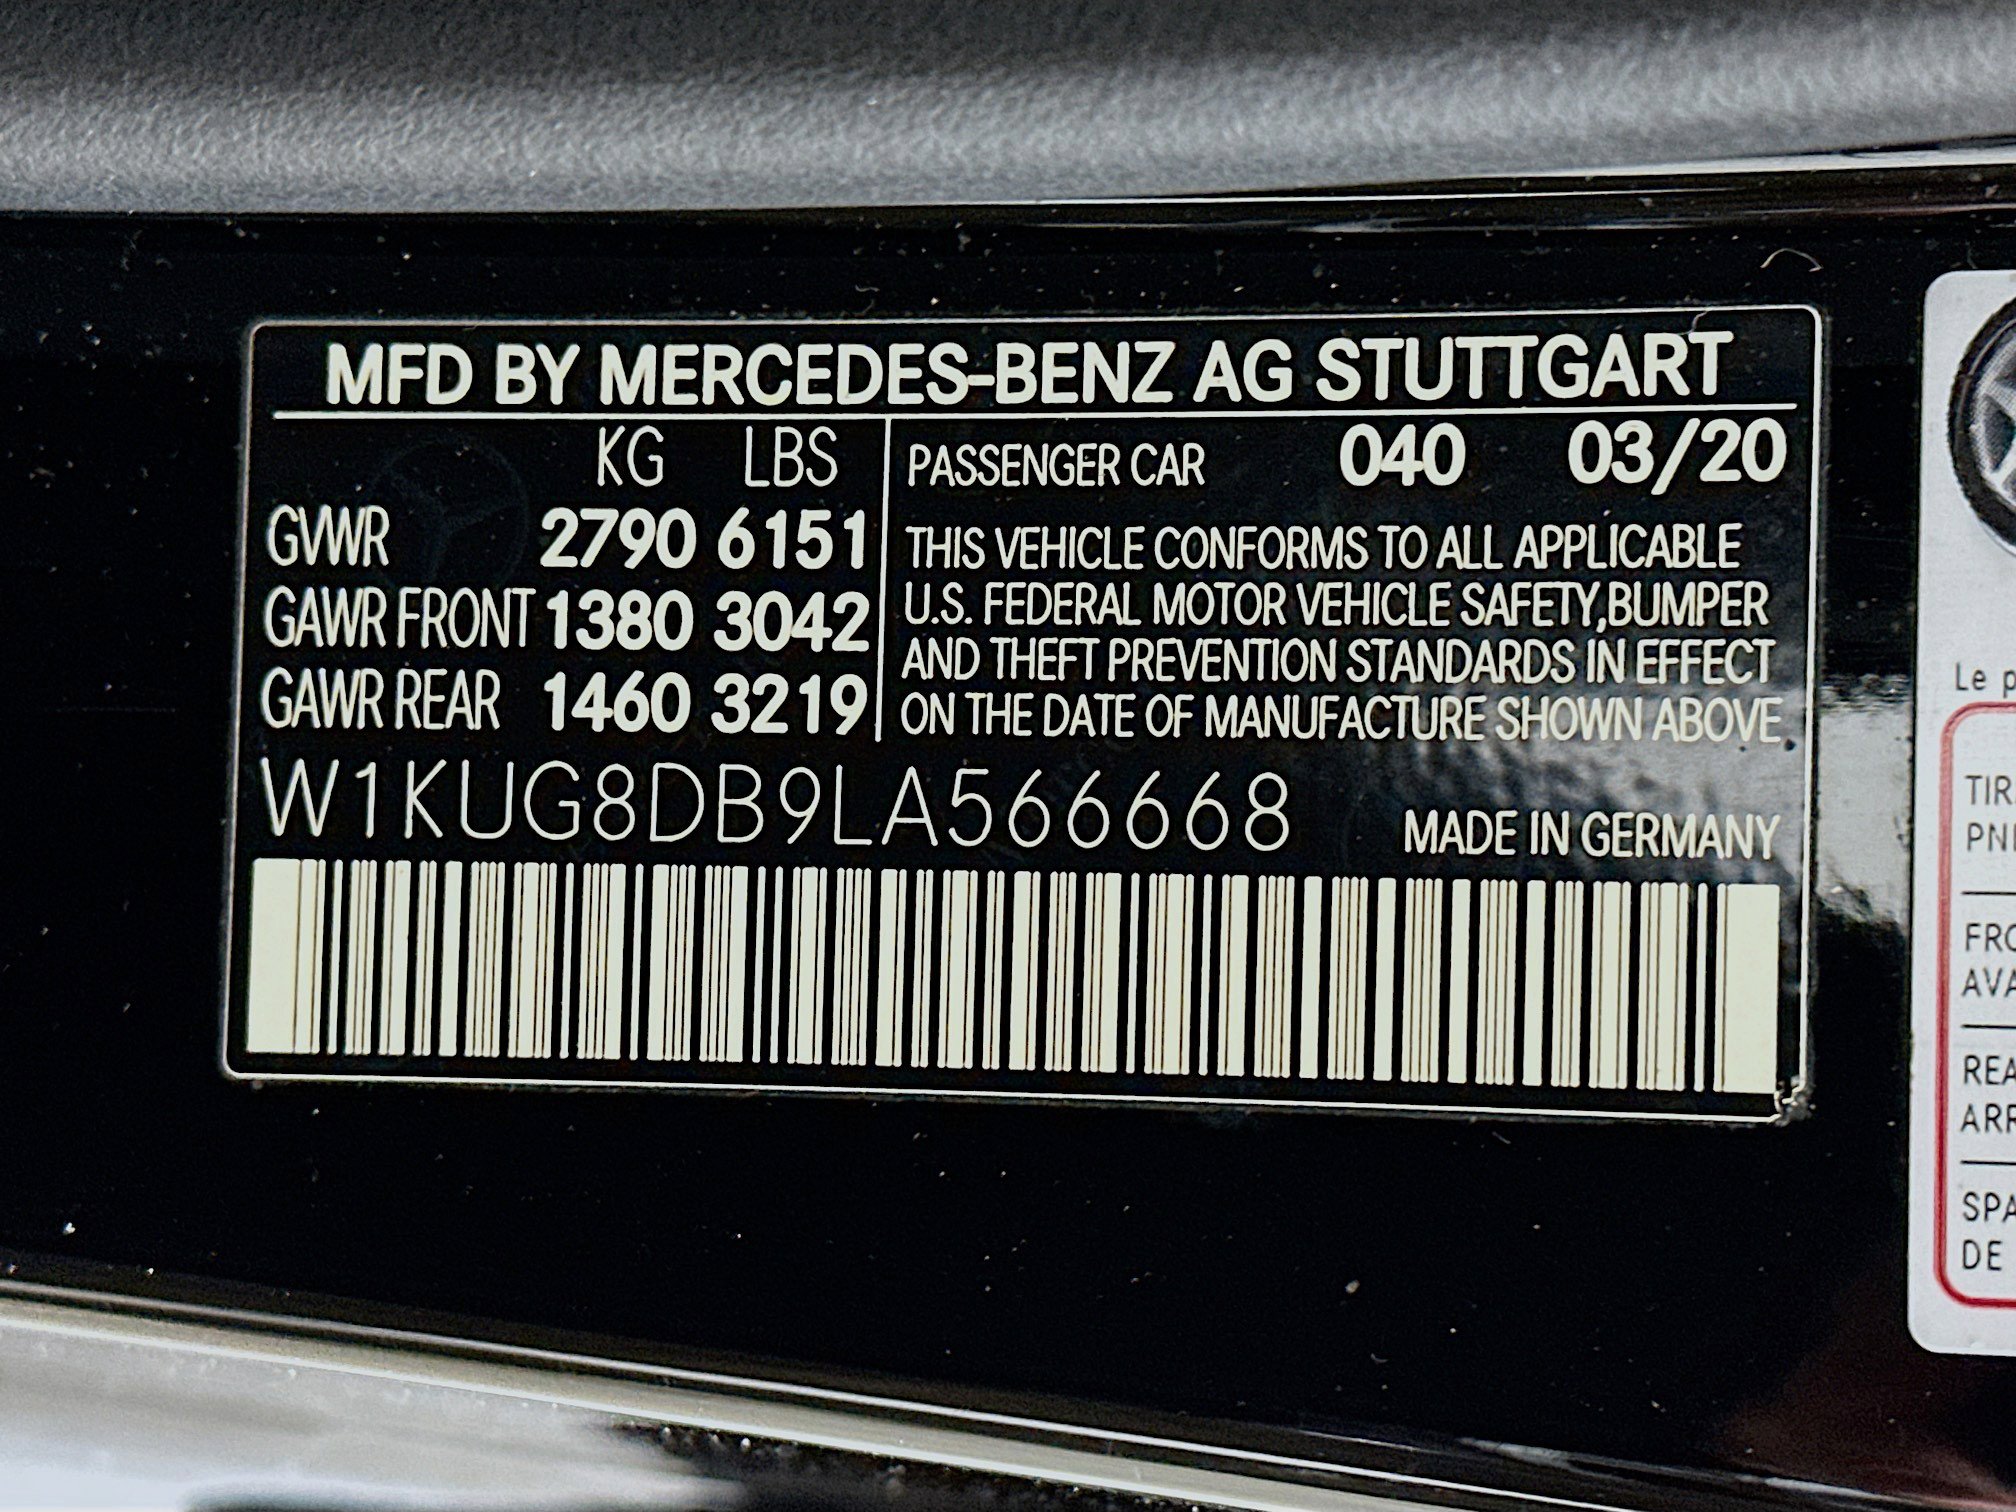 MFD BY MERCEDES-BENZ AG STUTTGART
KG LBS
GVWR 2790 6151
GAWR FRONT 1380 3042
GAWR REAR 1460 3219
PASSENGER CAR 040 03/20
THIS VEHICLE CONFORMS TO ALL APPLICABLE
U.S. FEDERAL MOTOR VEHICLE SAFETY,BUMPER
AND THEFT PREVENTION STANDARDS IN EFFECT
ON THE DATE OF MANUFACTURE SHOWN ABOVE
W1KUG8DB9LA566668
MADE IN GERMANY
Le
DE